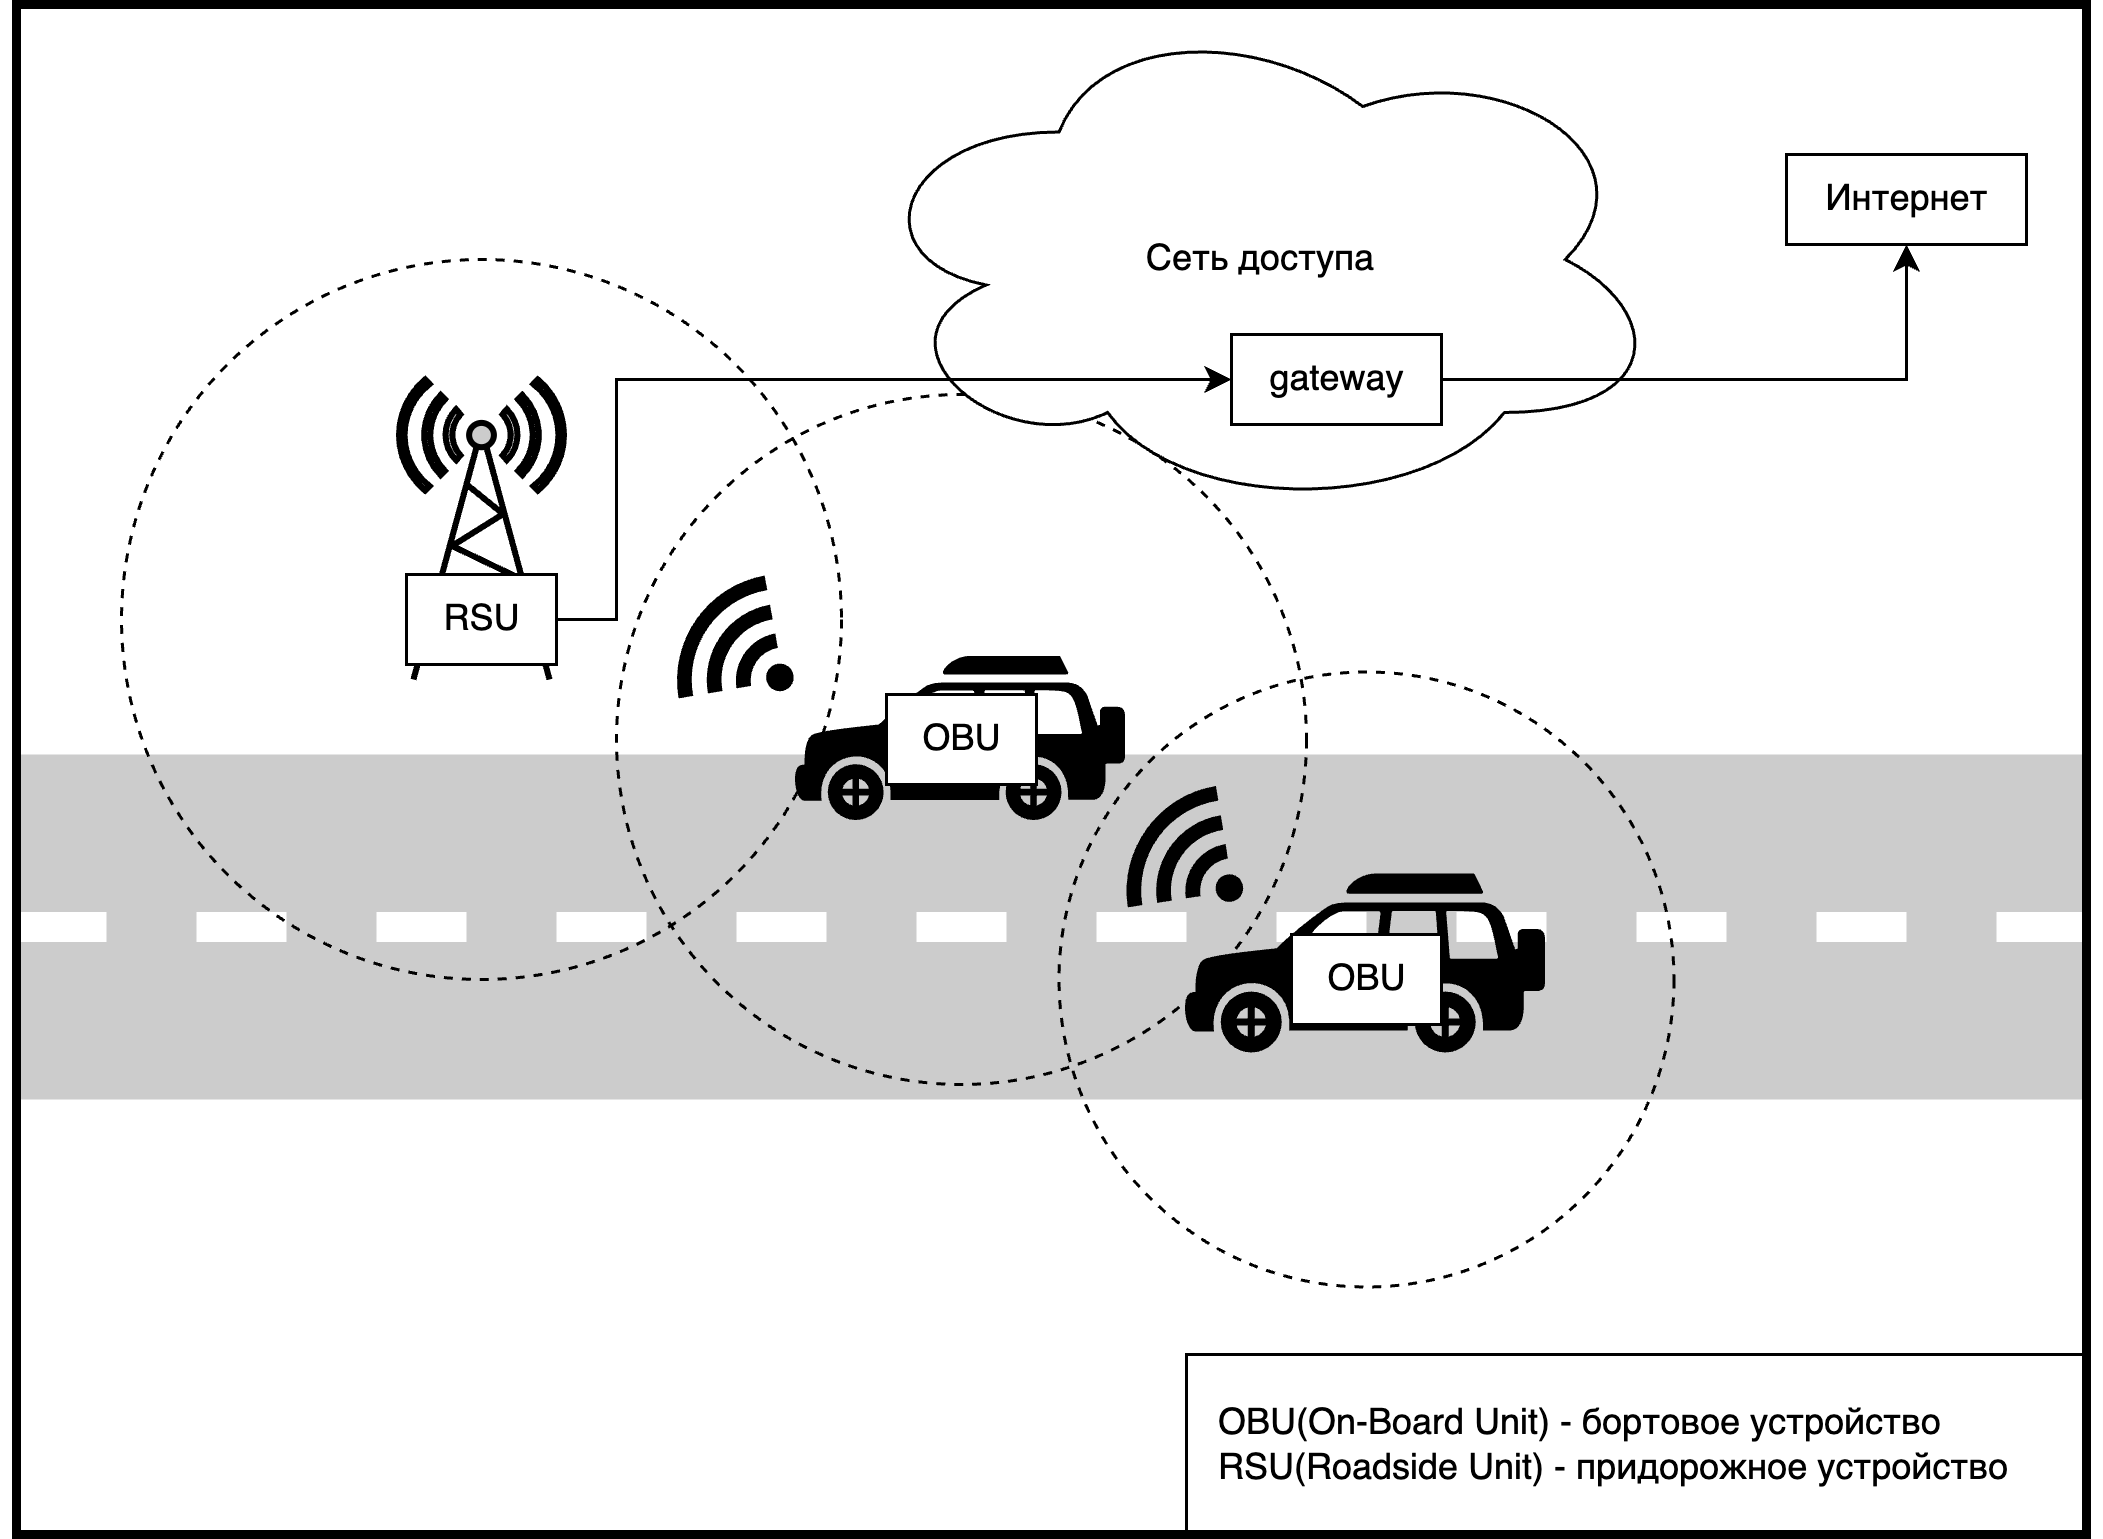 Интернет
Сеть доступа
gateway
RSU
OBU
OBU
OBU(On-Board Unit) - бортовое устройство
RSU(Roadside Unit) - придорожное устройство